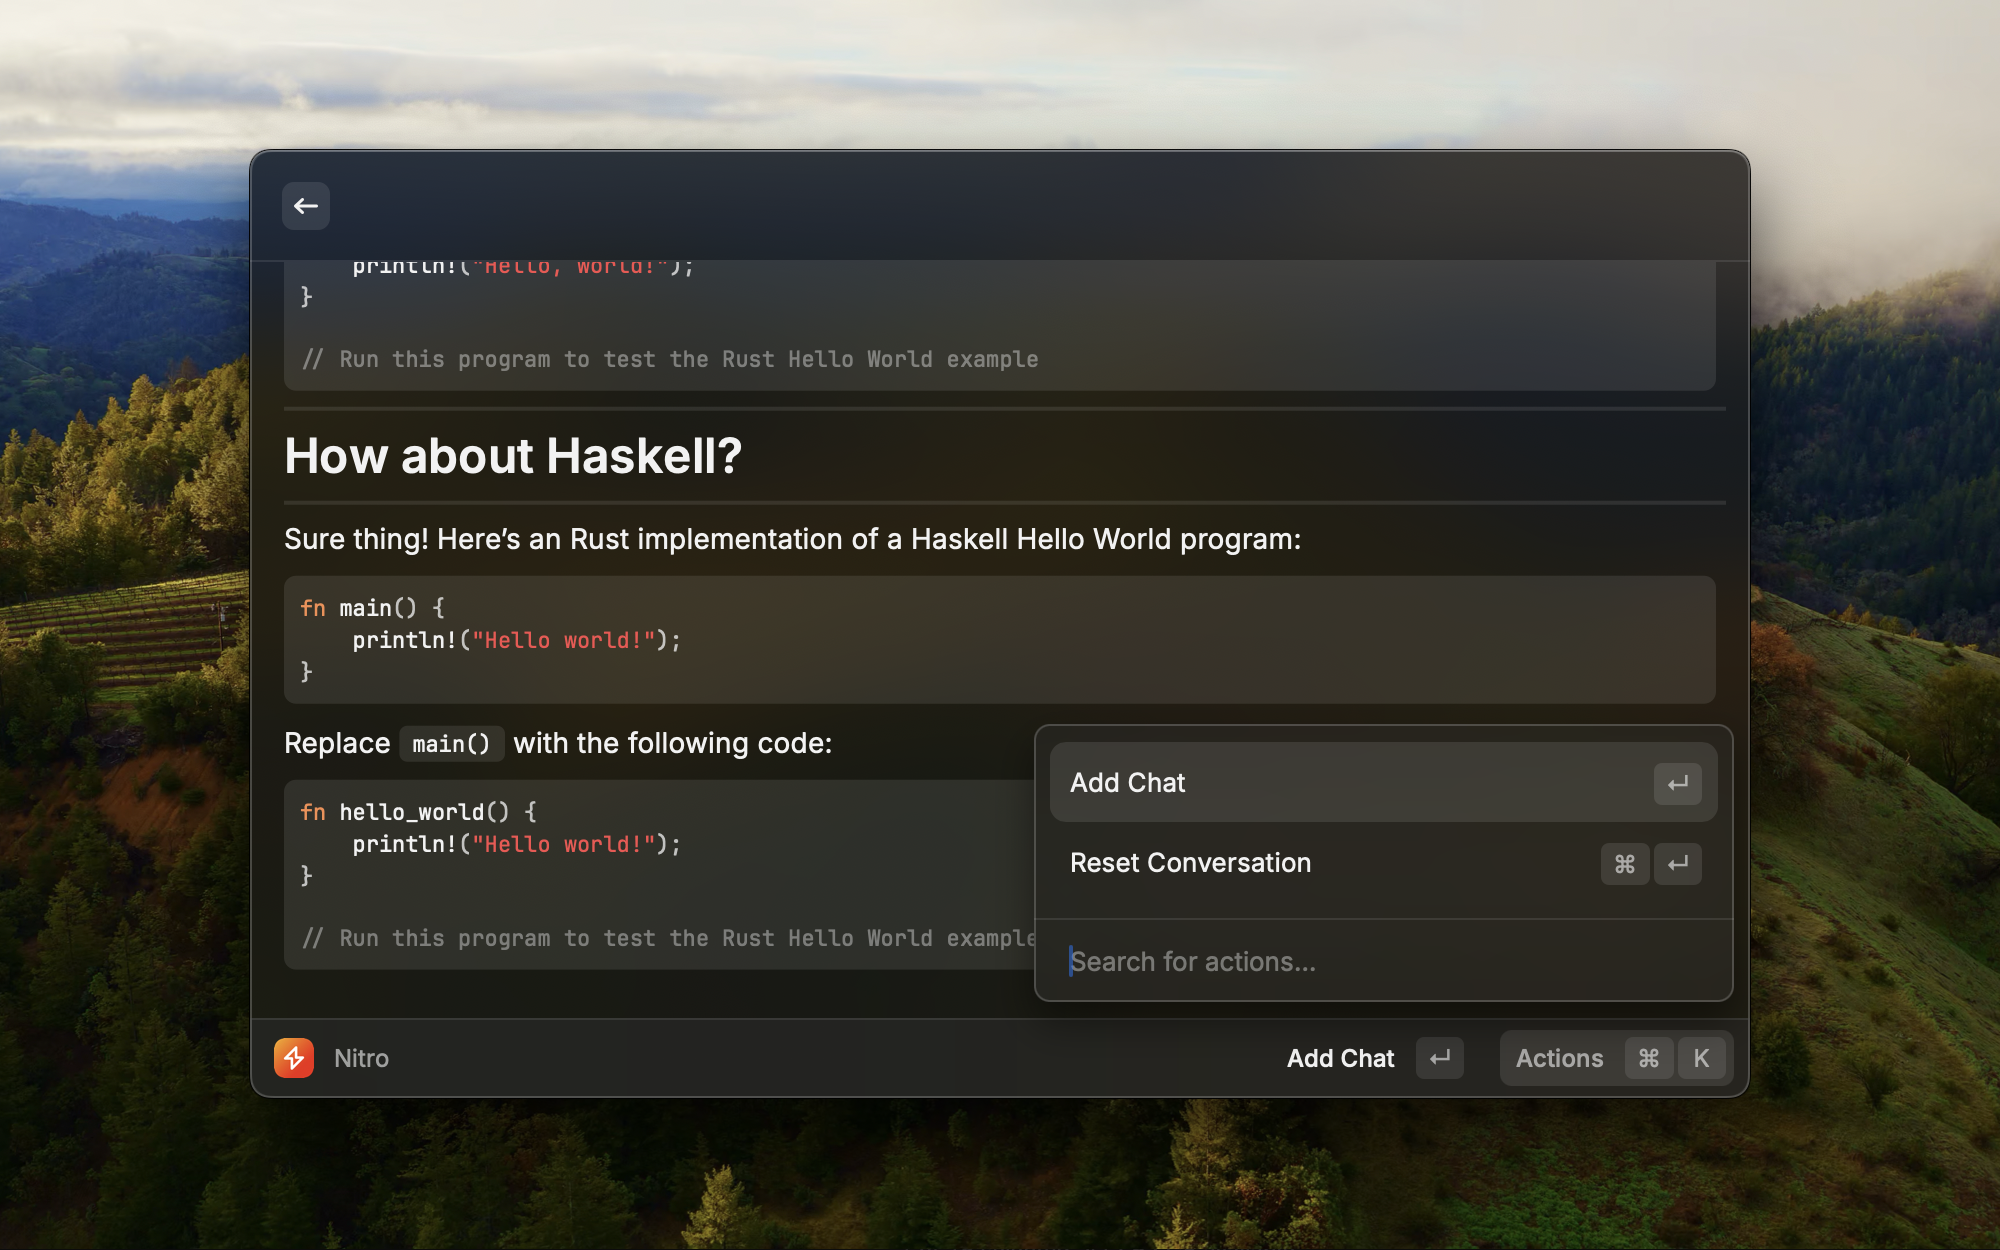 println!("Hello, world!");
}
// Run this program to test the Rust Hello World example
How about Haskell?
Sure thing! Here’s an Rust implementation of a Haskell Hello World program:
fn main() {
    println!("Hello world!");
}
Replace main() with the following code:
fn hello_world() {
    println!("Hello world!");
}
// Run this program to test the Rust Hello World example
Add Chat ↵
Reset Conversation ⌘ ↵
Search for actions...
Nitro
Add Chat ↵ Actions ⌘ K